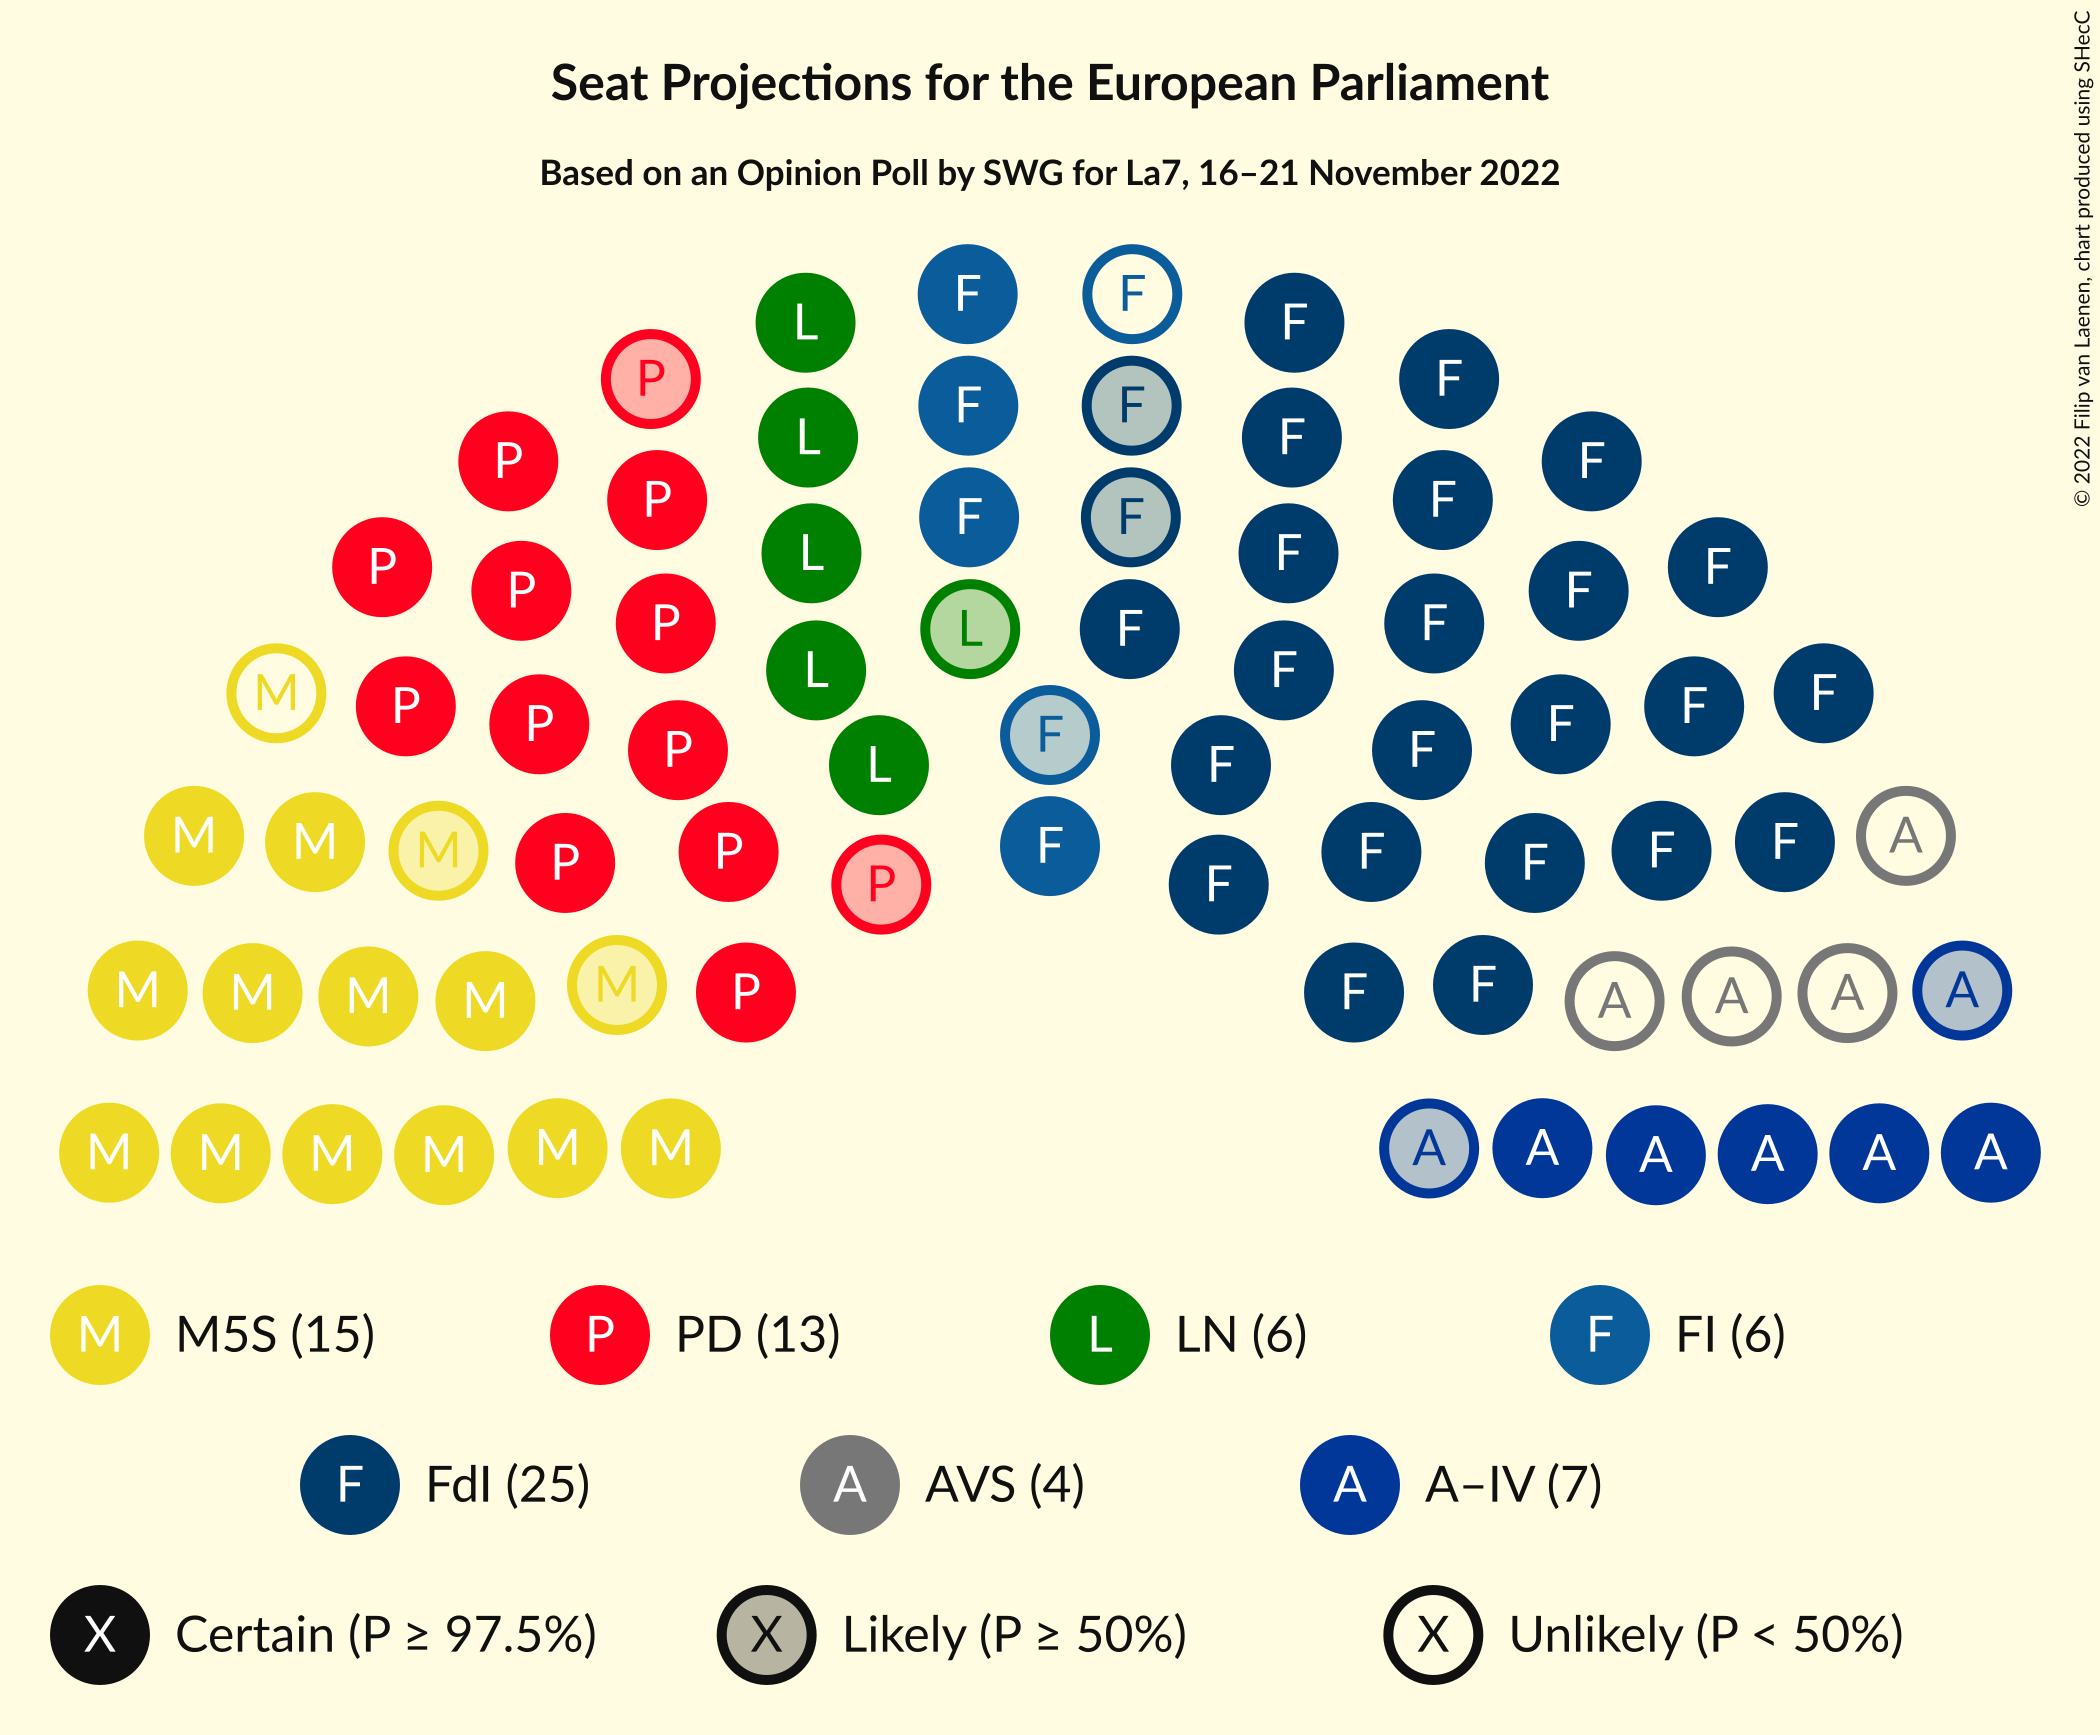 Seat Projections for the European Parliament
Based on an Opinion Poll by SWG for La7, 16–21 November 2022
© 2022 Filip van Laenen, chart produced using SHecC
F F
L F
P F
F F
P L F F
P F
L F F
P F F
P P F
L F
P L F
M P F F
P P F F
L F F
M M M P P P F F F F F F A
M M M M M P F F A A A A
M M M M M M A A A A A A
M M5S (15) P PD (13) L LN (6) F FI (6)
F FdI (25) A AVS (4) A A–IV (7)
X Certain (P ≥ 97.5%) X Likely (P ≥ 50%) X Unlikely (P < 50%)